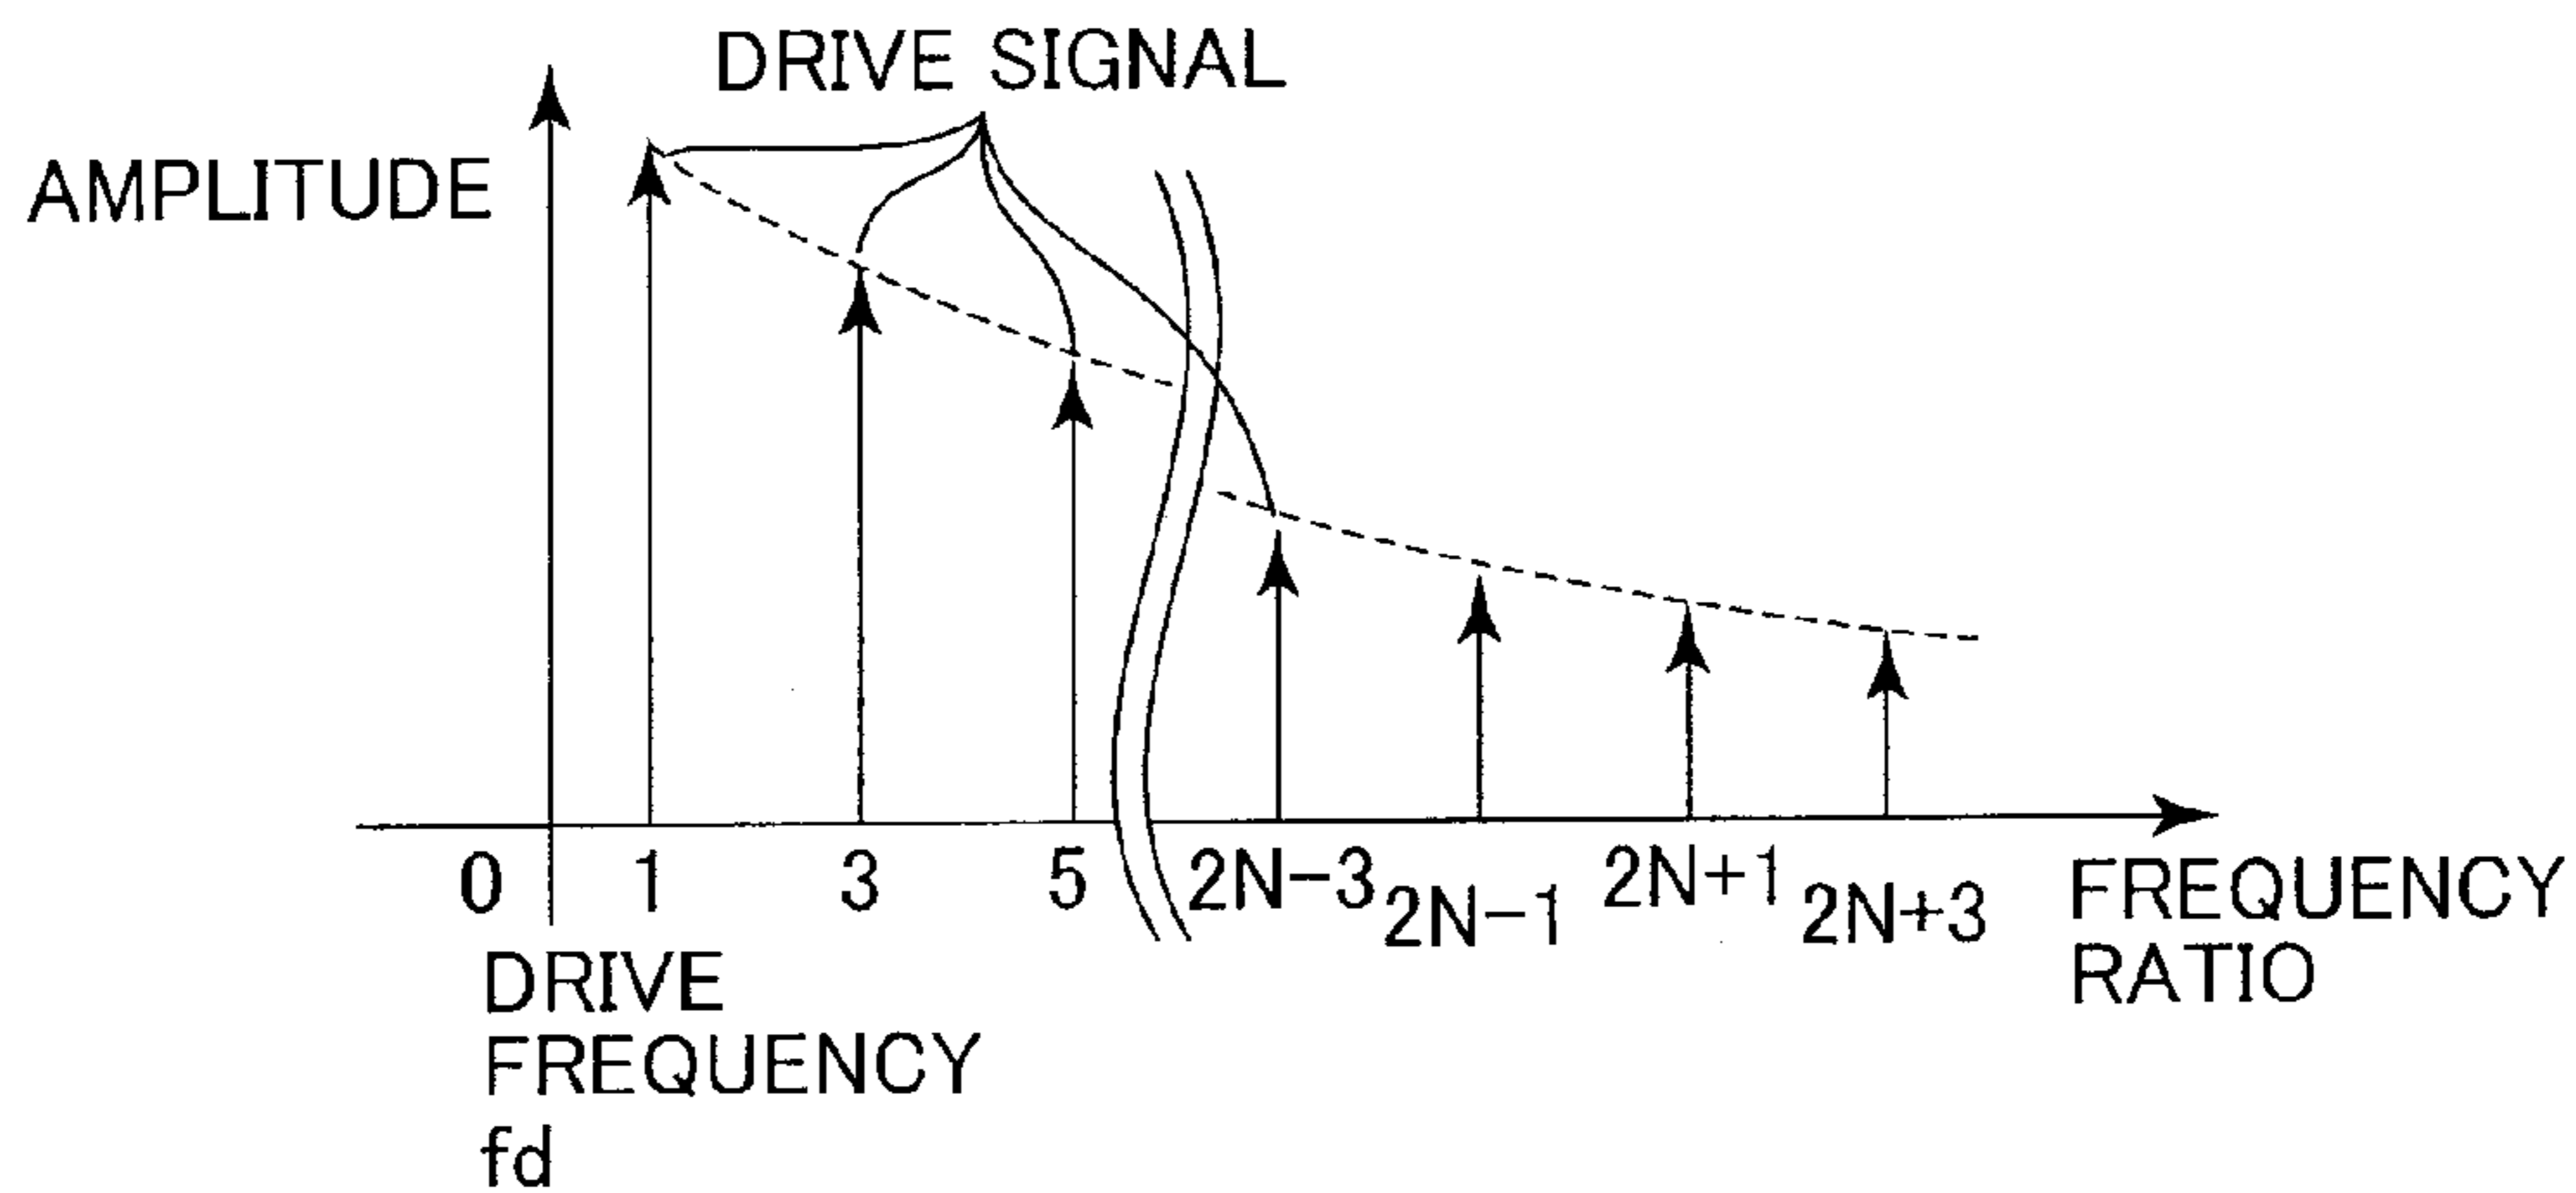 DRIVE SIGNAL
AMPLITUDE
0 1 3 5 2N−3 2N−1 2N+1 2N+3
FREQUENCY
RATIO
DRIVE
FREQUENCY
fd